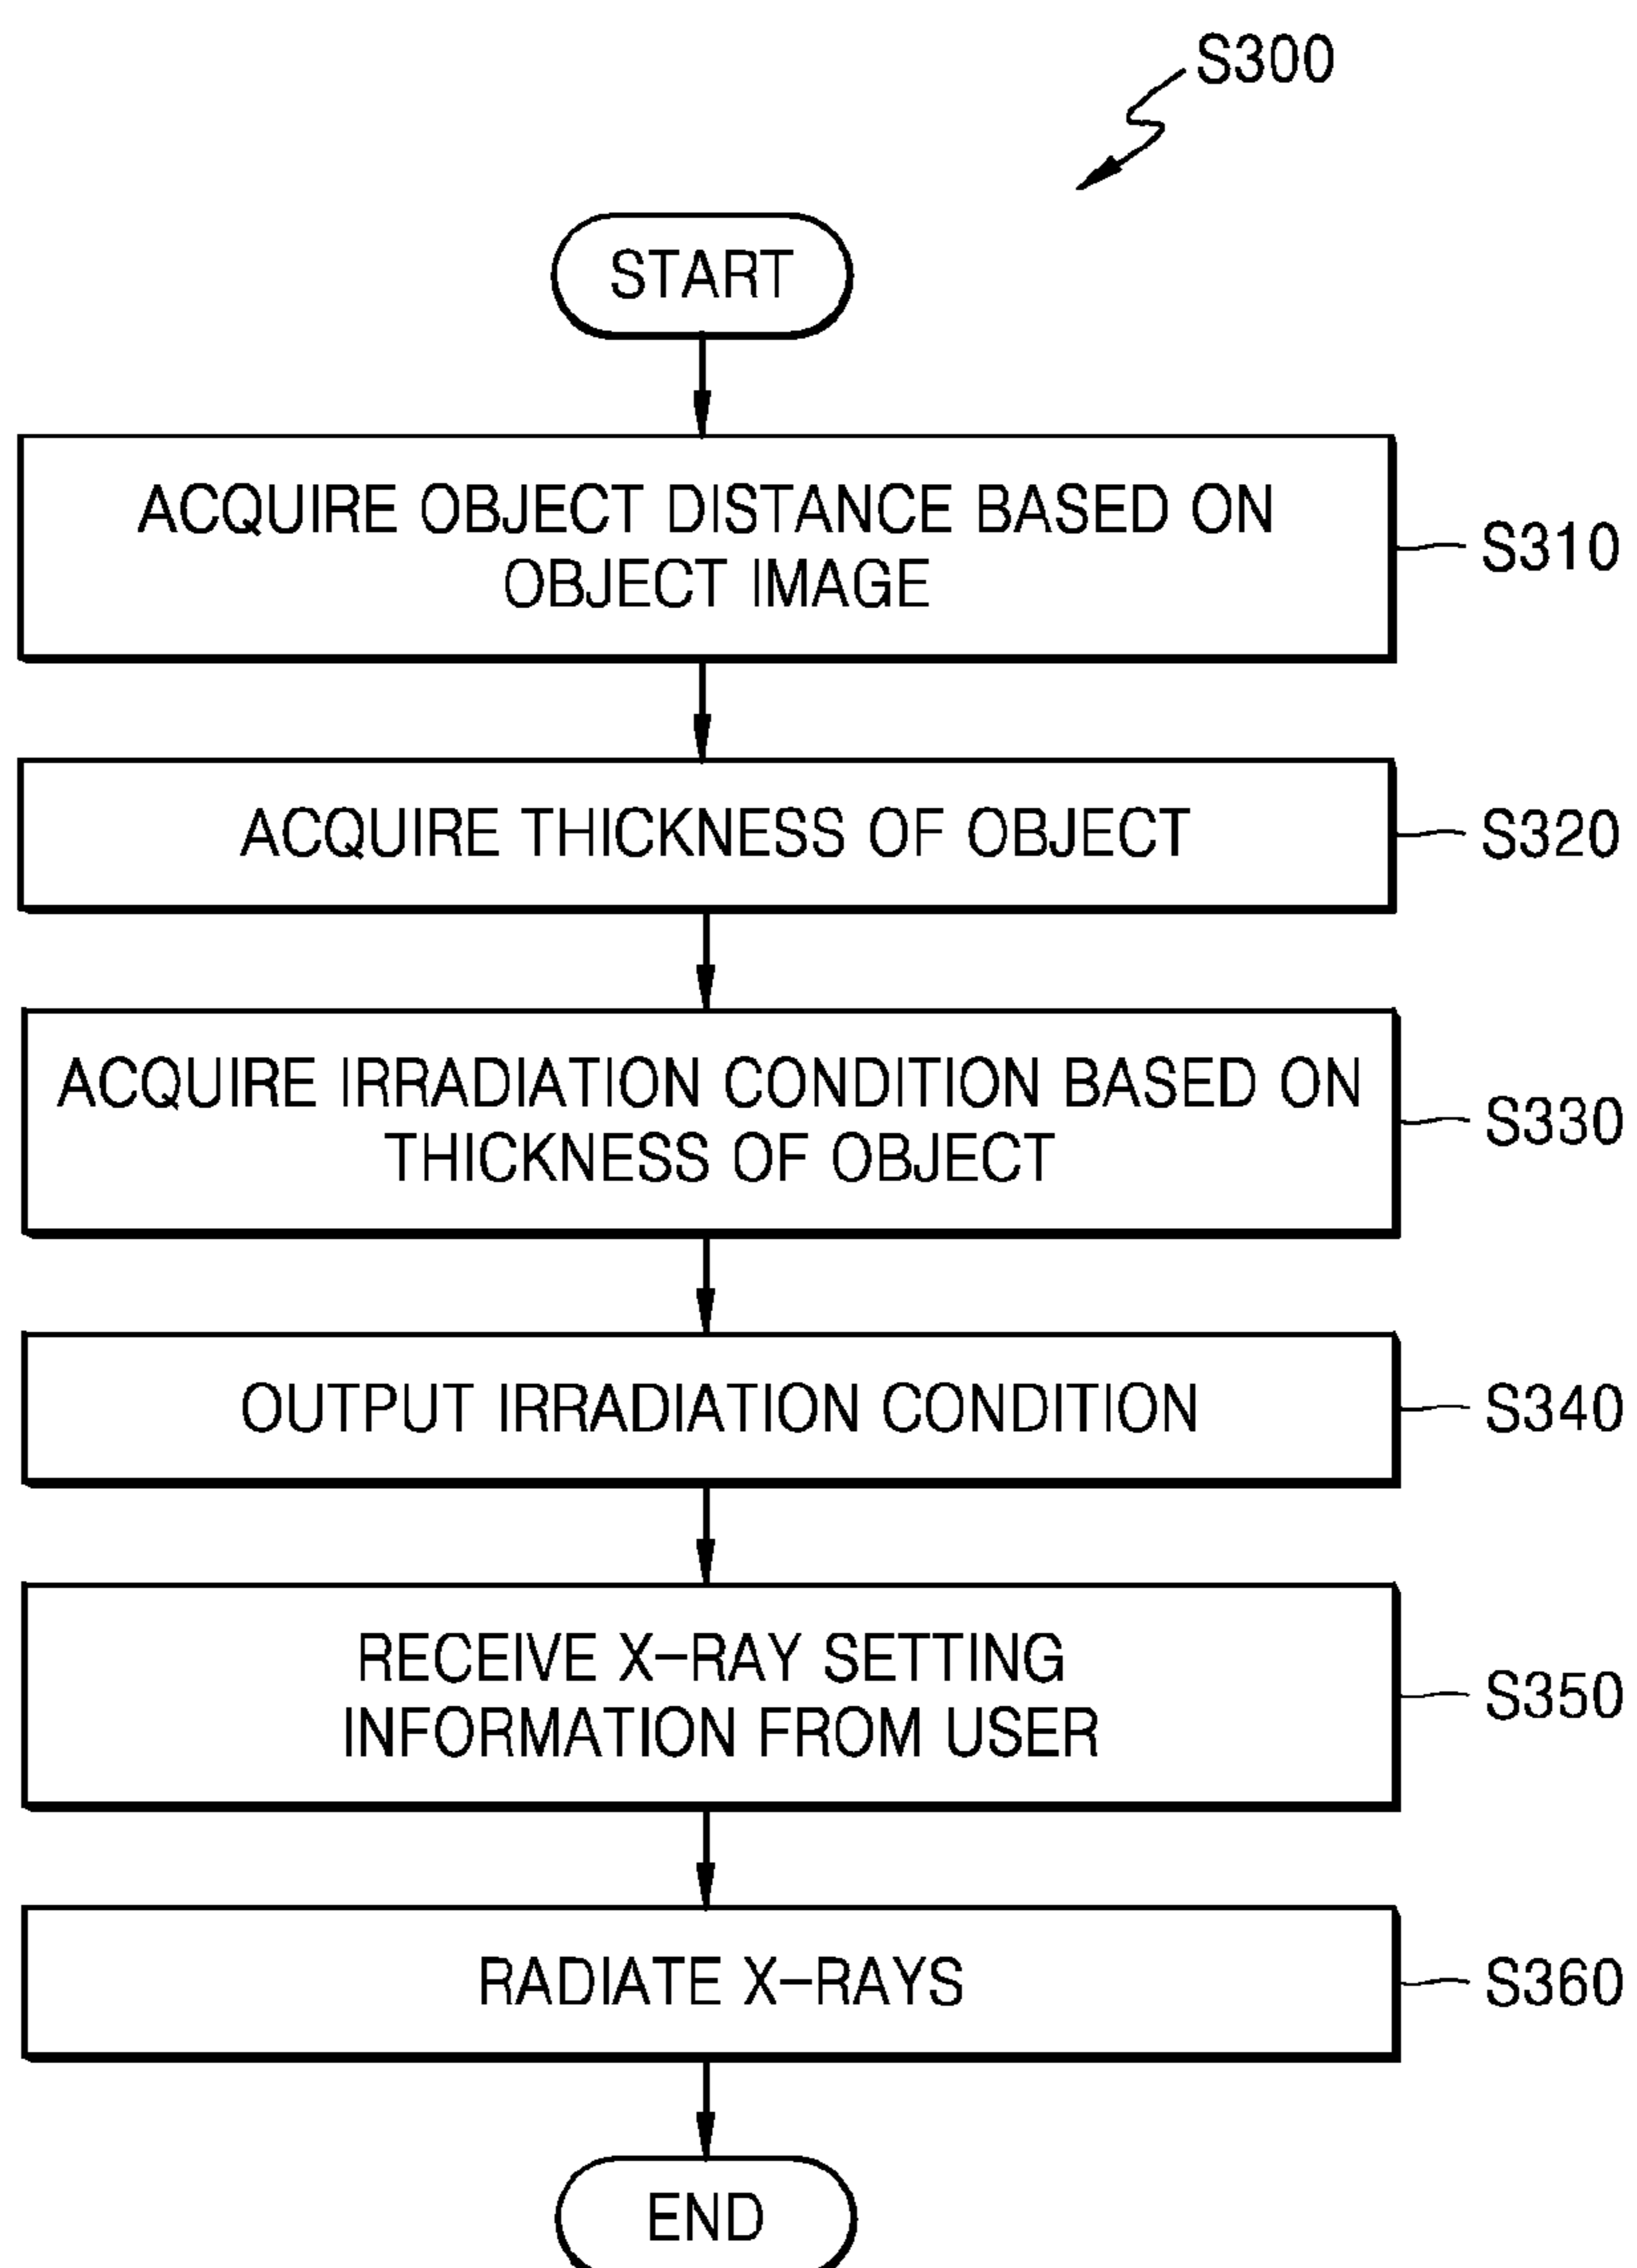 S300
START
ACQUIRE OBJECT DISTANCE BASED ON
OBJECT IMAGE
S310
ACQUIRE THICKNESS OF OBJECT
S320
ACQUIRE IRRADIATION CONDITION BASED ON
THICKNESS OF OBJECT
S330
OUTPUT IRRADIATION CONDITION
S340
RECEIVE X-RAY SETTING
INFORMATION FROM USER
S350
RADIATE X-RAYS
S360
END